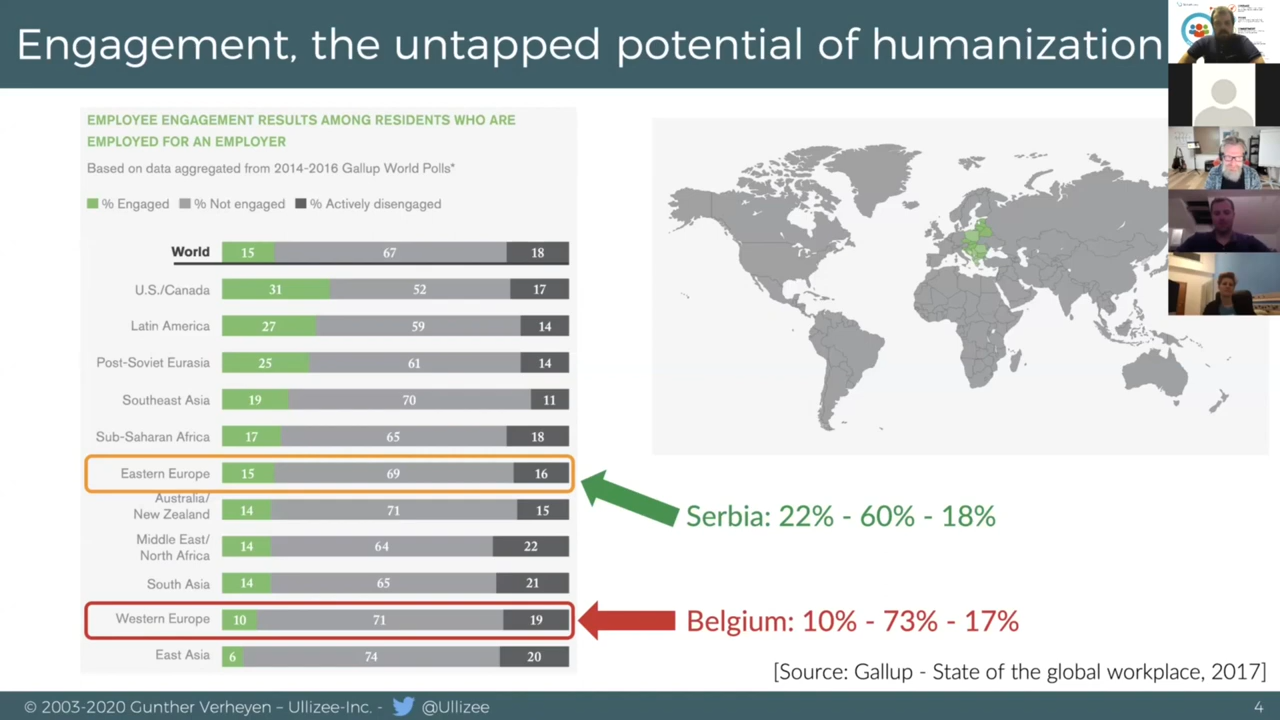 Engagement, the untapped potential of humanization
EMPLOYEE ENGAGEMENT RESULTS AMONG RESIDENTS WHO ARE
EMPLOYED FOR AN EMPLOYER
Based on data aggregated from 2014-2016 Gallup World Polls*
% Engaged % Not engaged % Actively disengaged
World 15 67 18
U.S./Canada 31 52 17
Latin America 27 59 14
Post-Soviet Eurasia 25 61 14
Southeast Asia 19 70 11
Sub-Saharan Africa 17 65 18
Eastern Europe 15 69 16
Australia/
New Zealand 14 71 15
Middle East/
North Africa 14 64 22
South Asia 14 65 21
Western Europe 10 71 19
East Asia 6 74 20
Serbia: 22% - 60% - 18%
Belgium: 10% - 73% - 17%
[Source: Gallup - State of the global workplace, 2017]
© 2003-2020 Gunther Verheyen – Ullizee-Inc. - @Ullizee
4